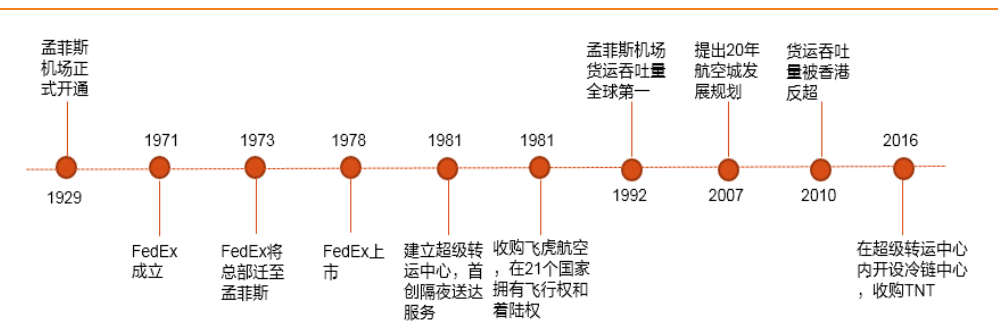 孟菲斯
机场正
式开通
1929
1971
FedEx
成立
1973
FedEx将
总部迁至
孟菲斯
1978
FedEx上
市
1981
建立超级转
运中心，首
创隔夜送达
服务
1981
收购飞虎航空
，在21个国家
拥有飞行权和
着陆权
孟菲斯机场
货运吞吐量
全球第一
1992
提出20年
航空城发
展规划
2007
货运吞吐
量被香港
反超
2010
2016
在超级转运中心
内开设冷链中心
，收购TNT